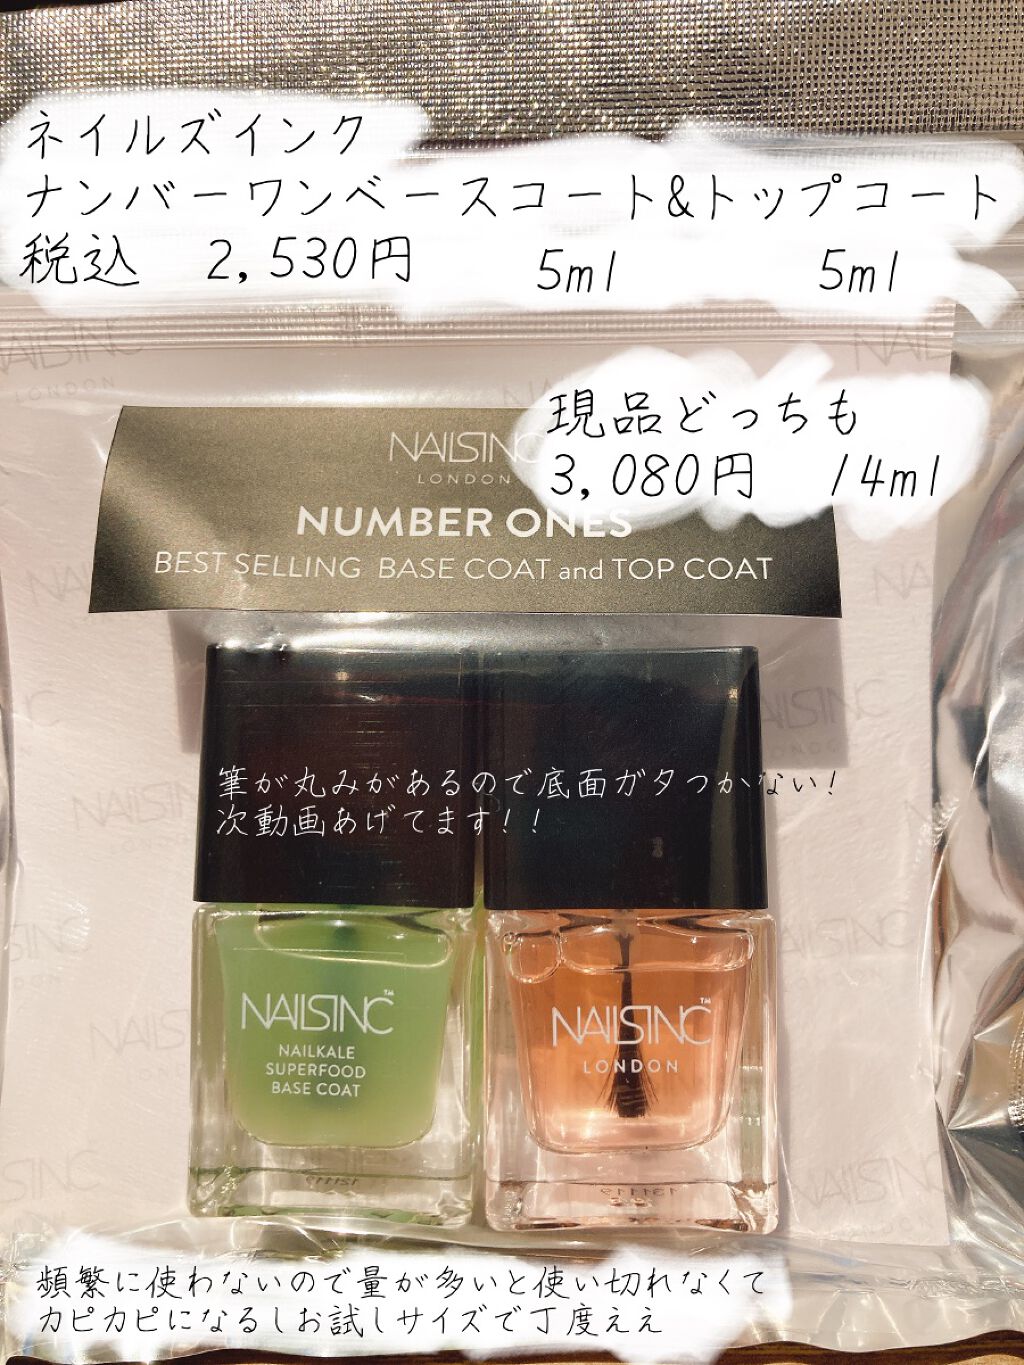 ネイルズインク
ナンバーワンベースコート&トップコート
税込 2,530円 5ml 5ml
現品どっちも
3,080円 14ml
NAILSINC
LONDON
NUMBER ONES
BEST SELLING BASE COAT and TOP COAT
筆が丸みがあるので底面ガタつかない!
次動画あげてます!!
NAILSINC™
NAILKALE
SUPERFOOD
BASE COAT
NAILSINC™
LONDON
頻繁に使わないので量が多いと使い切れなくて
カピカピになるしお試しサイズで丁度ええ